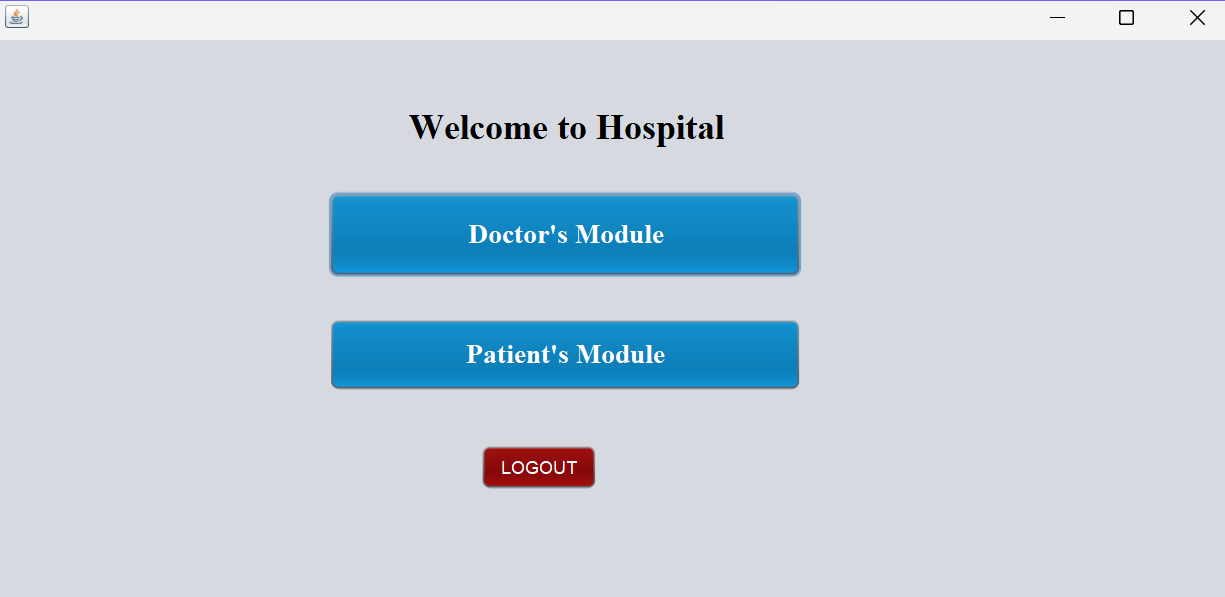 Welcome to Hospital
Doctor's Module
Patient's Module
LOGOUT